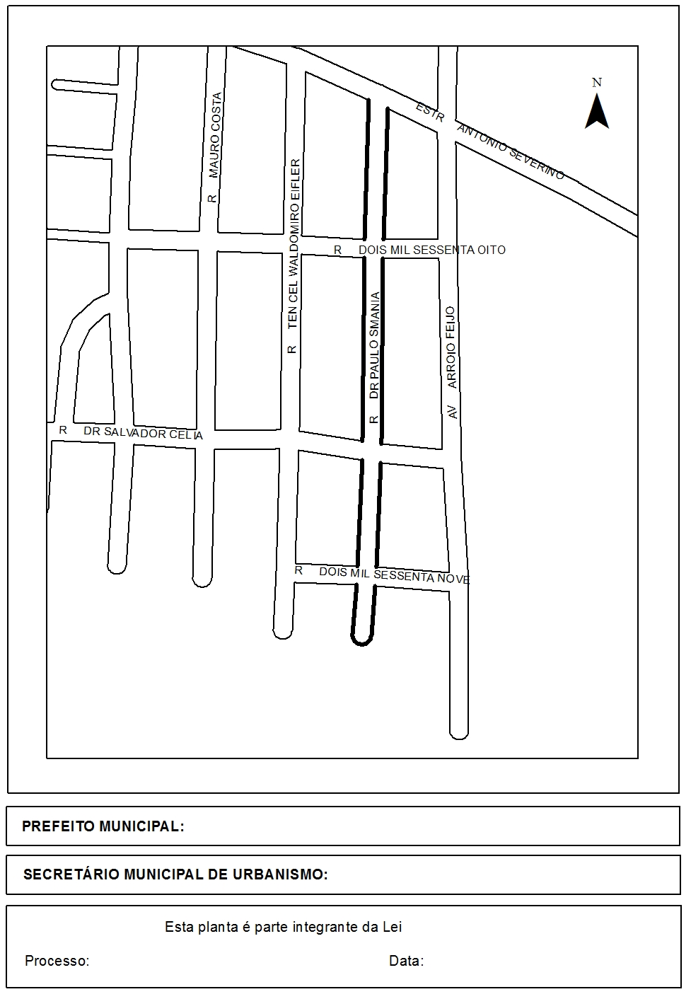 N
ESTR ANTONIO SEVERINO
R MAURO COSTA
R TEN CEL WALDOMIRO EIFLER
R DOIS MIL SESSENTA OITO
R DR PAULO SMANIA
AV ARROIO FEIJO
R DR SALVADOR CELIA
R DOIS MIL SESSENTA NOVE
PREFEITO MUNICIPAL:
SECRETÁRIO MUNICIPAL DE URBANISMO:
Esta planta é parte integrante da Lei
Processo: Data: